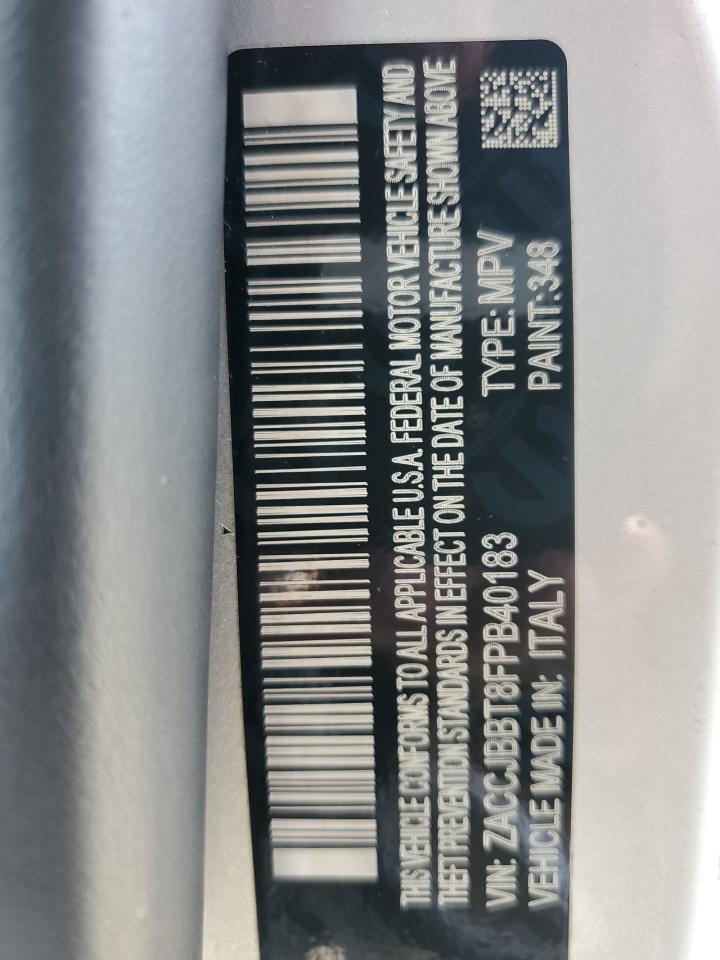 THIS VEHICLE CONFORMS TO ALL APPLICABLE U.S.A. FEDERAL MOTOR VEHICLE SAFETY AND
THEFT PREVENTION STANDARDS IN EFFECT ON THE DATE OF MANUFACTURE SHOWN ABOVE
VIN: ZACCJBBT8FPB40183 TYPE: MPV
VEHICLE MADE IN: ITALY PAINT:348